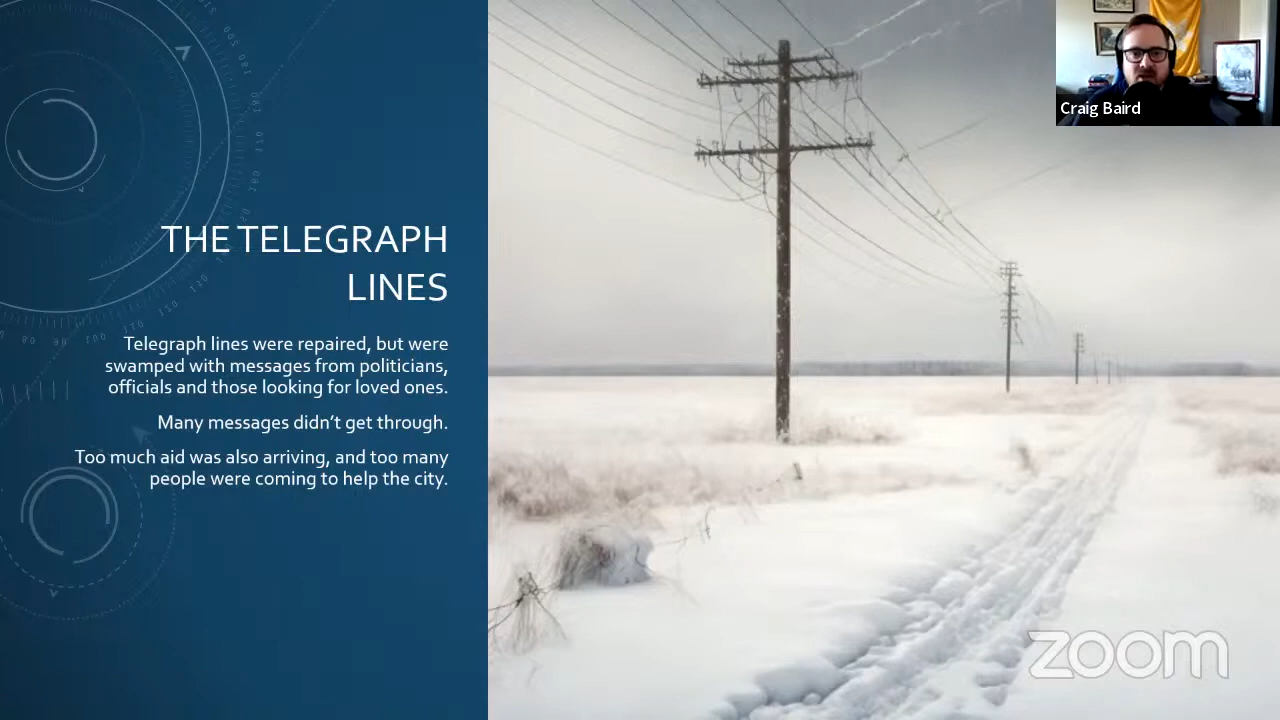 THE TELEGRAPH
LINES
Telegraph lines were repaired, but were
swamped with messages from politicians,
officials and those looking for loved ones.
Many messages didn’t get through.
Too much aid was also arriving, and too many
people were coming to help the city.
Craig Baird
zoom